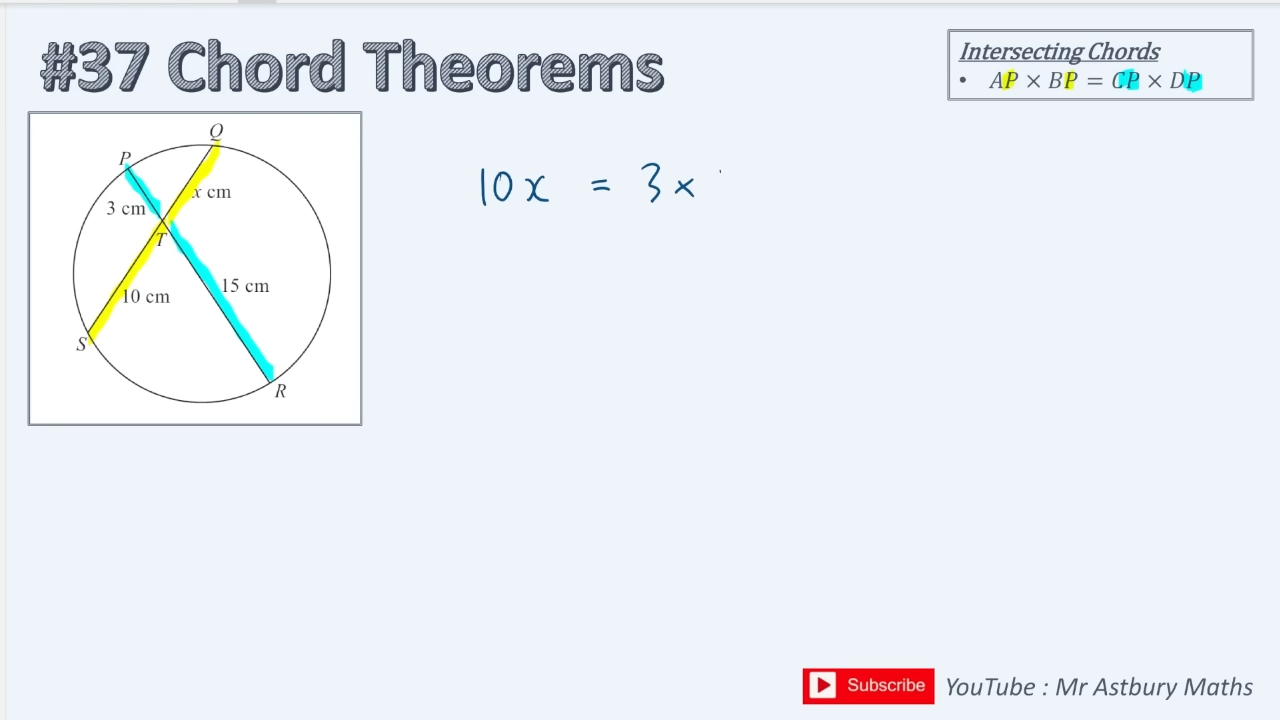 #37 Chord Theorems
Intersecting Chords
• AP × BP = CP × DP
Q
P
x cm
3 cm
T
15 cm
10 cm
S
R
10x = 3 ×
Subscribe
YouTube : Mr Astbury Maths